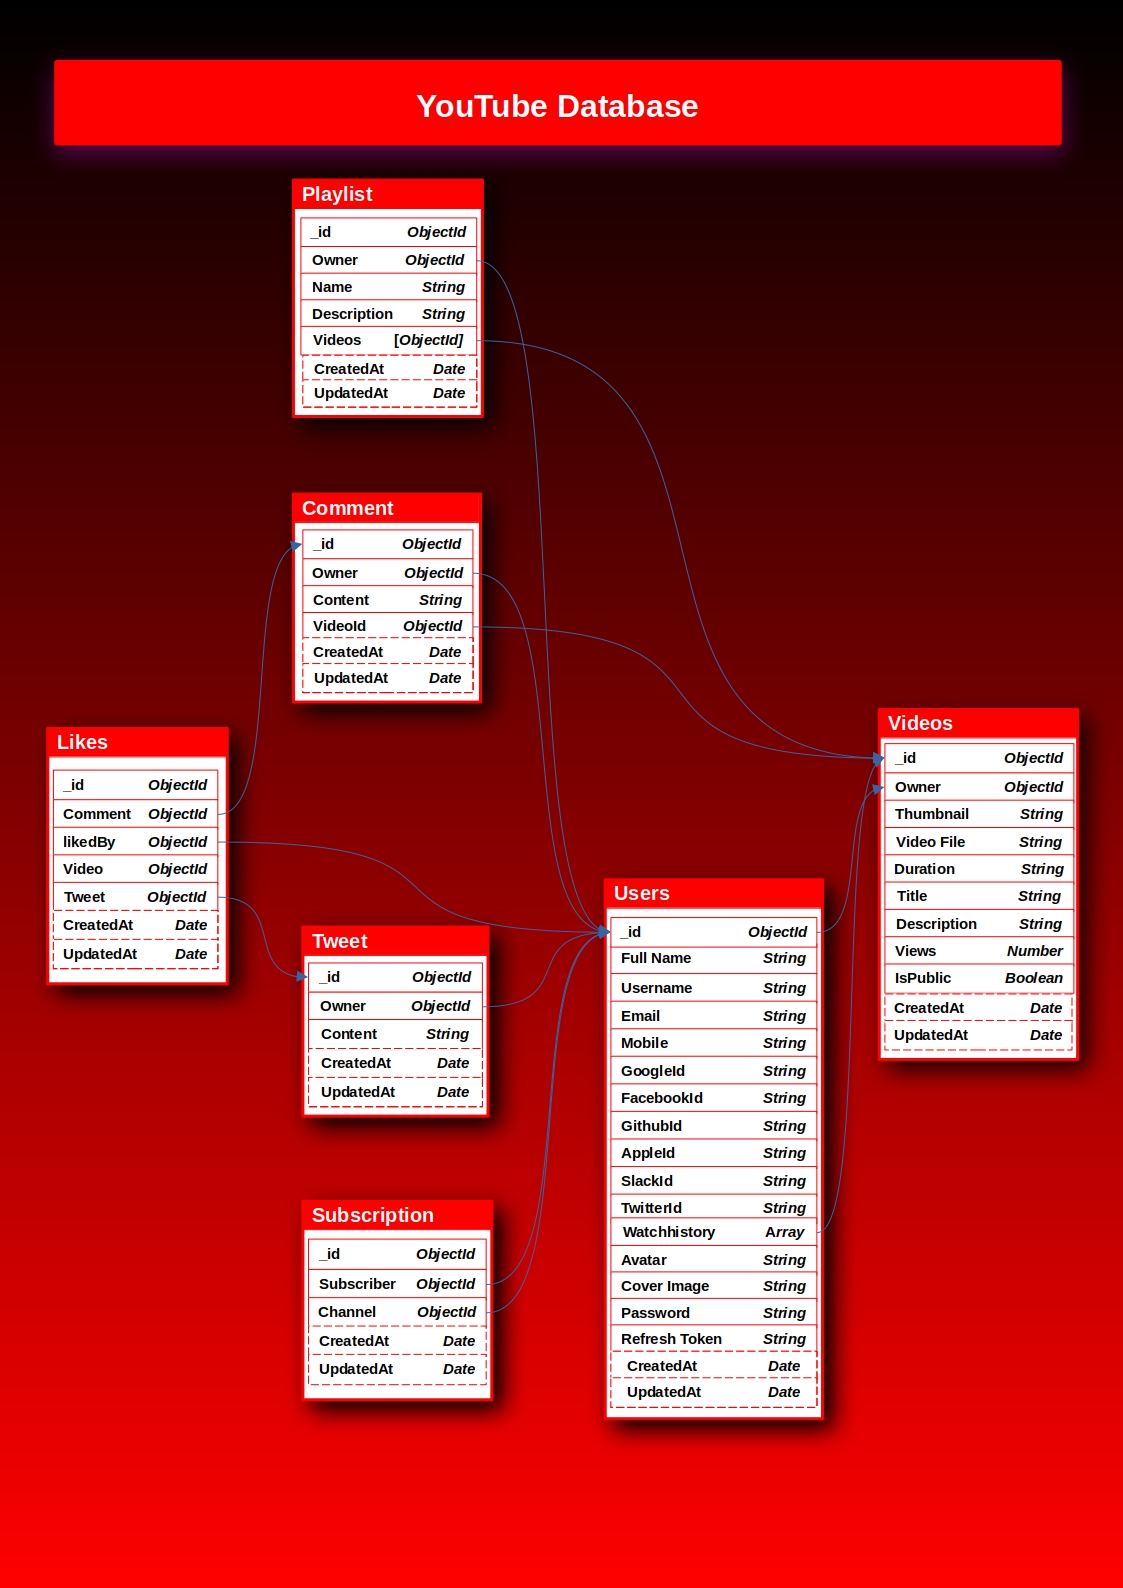 YouTube Database
Playlist
_id ObjectId
Owner ObjectId
Name String
Description String
Videos [ObjectId]
CreatedAt Date
UpdatedAt Date
Comment
_id ObjectId
Owner ObjectId
Content String
VideoId ObjectId
CreatedAt Date
UpdatedAt Date
Likes
_id ObjectId
Comment ObjectId
likedBy ObjectId
Video ObjectId
Tweet ObjectId
CreatedAt Date
UpdatedAt Date
Tweet
_id ObjectId
Owner ObjectId
Content String
CreatedAt Date
UpdatedAt Date
Subscription
_id ObjectId
Subscriber ObjectId
Channel ObjectId
CreatedAt Date
UpdatedAt Date
Users
_id ObjectId
Full Name String
Username String
Email String
Mobile String
GoogleId String
FacebookId String
GithubId String
AppleId String
SlackId String
TwitterId String
Watchhistory Array
Avatar String
Cover Image String
Password String
Refresh Token String
CreatedAt Date
UpdatedAt Date
Videos
_id ObjectId
Owner ObjectId
Thumbnail String
Video File String
Duration String
Title String
Description String
Views Number
IsPublic Boolean
CreatedAt Date
UpdatedAt Date